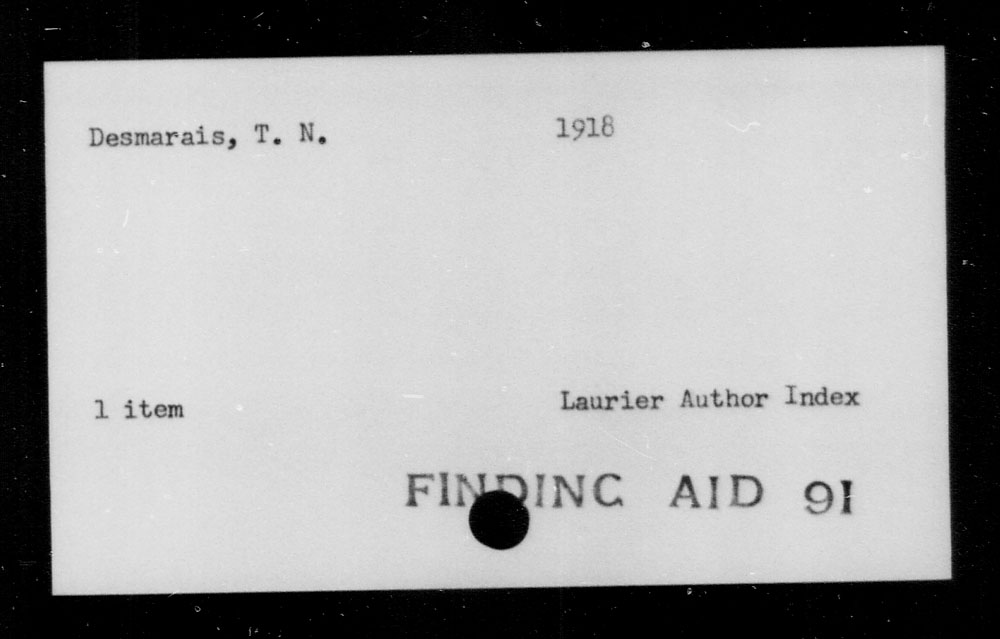 Desmarais, T. N. 1918
1 item Laurier Author Index
FINDING AID 91